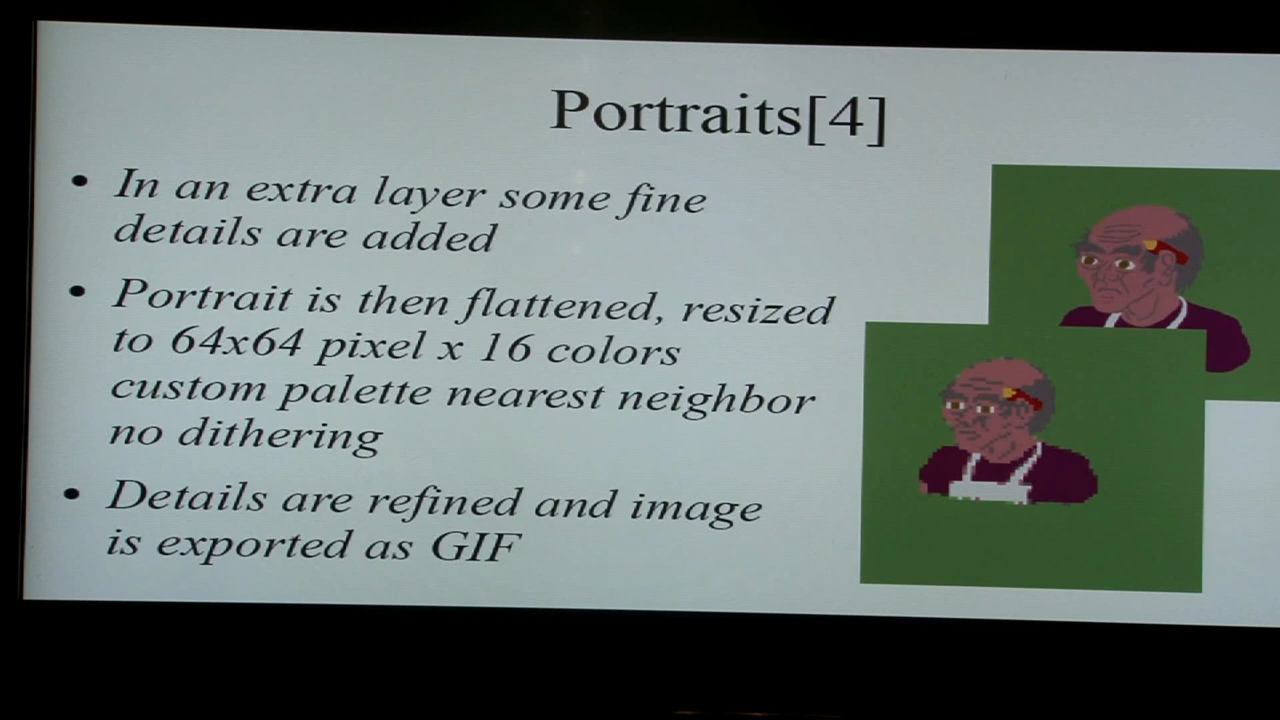 Portraits[4]
• In an extra layer some fine
details are added
• Portrait is then flattened, resized
to 64x64 pixel x 16 colors
custom palette nearest neighbor
no dithering
• Details are refined and image
is exported as GIF